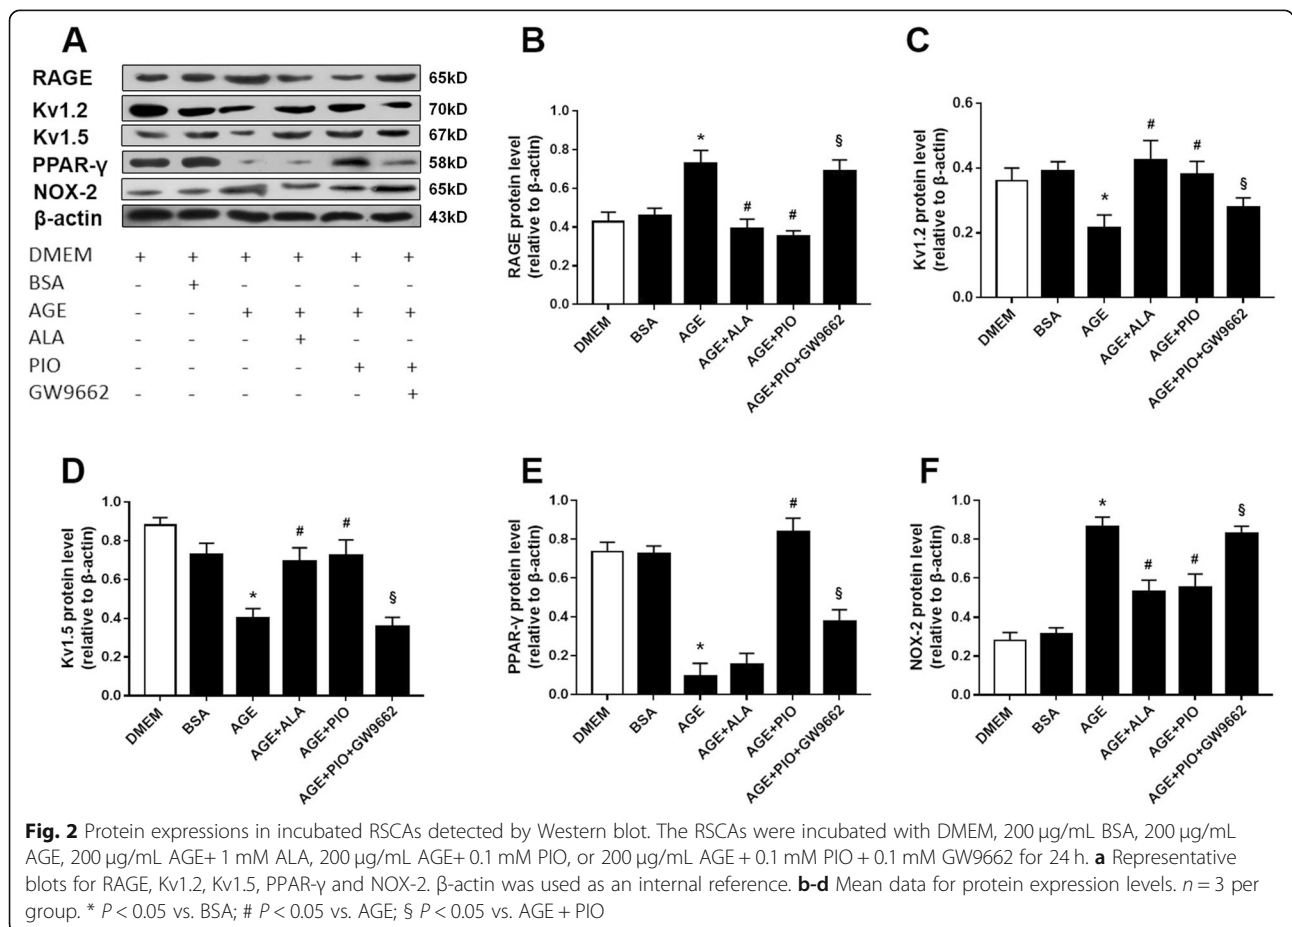 A
RAGE 65kD
Kv1.2 70kD
Kv1.5 67kD
PPAR-γ 58kD
NOX-2 65kD
β-actin 43kD
DMEM + + + + + +
BSA - + - - - -
AGE - - + + + +
ALA - - - + - -
PIO - - - - + +
GW9662 - - - - - +
B
RAGE protein level
(relative to β-actin)
1.0
0.8
0.6
0.4
0.2
0.0
*
#
#
§
DMEM
BSA
AGE
AGE+ALA
AGE+PIO
AGE+PIO+GW9662
C
Kv1.2 protein level
(relative to β-actin)
0.6
0.4
0.2
0.0
*
#
#
§
DMEM
BSA
AGE
AGE+ALA
AGE+PIO
AGE+PIO+GW9662
D
Kv1.5 protein level
(relative to β-actin)
1.0
0.8
0.6
0.4
0.2
0.0
*
#
#
§
DMEM
BSA
AGE
AGE+ALA
AGE+PIO
AGE+PIO+GW9662
E
PPAR-γ protein level
(relative to β-actin)
1.0
0.8
0.6
0.4
0.2
0.0
*
#
§
DMEM
BSA
AGE
AGE+ALA
AGE+PIO
AGE+PIO+GW9662
F
NOX-2 protein level
(relative to β-actin)
1.0
0.8
0.6
0.4
0.2
0.0
*
#
#
§
DMEM
BSA
AGE
AGE+ALA
AGE+PIO
AGE+PIO+GW9662
Fig. 2 Protein expressions in incubated RSCAs detected by Western blot. The RSCAs were incubated with DMEM, 200 μg/mL BSA, 200 μg/mL
AGE, 200 μg/mL AGE+ 1 mM ALA, 200 μg/mL AGE+ 0.1 mM PIO, or 200 μg/mL AGE + 0.1 mM PIO + 0.1 mM GW9662 for 24 h. a Representative
blots for RAGE, Kv1.2, Kv1.5, PPAR-γ and NOX-2. β-actin was used as an internal reference. b-d Mean data for protein expression levels. n = 3 per
group. * P < 0.05 vs. BSA; # P < 0.05 vs. AGE; § P < 0.05 vs. AGE + PIO